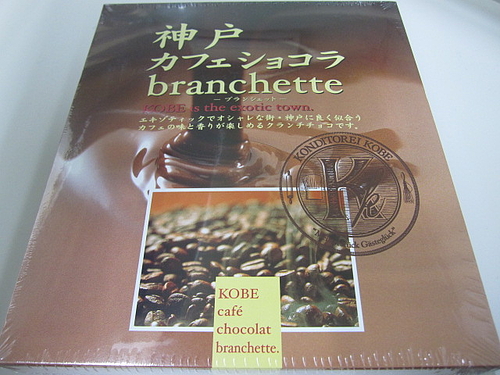 神戸
カフェショコラ
branchette
ー ブランシェット ー
KOBE is the exotic town.
エキゾティックでオシャレな街・神戸に良く似合う
カフェの味と香りが楽しめるクランチチョコです。
KONDITOREI KOBE
K
Gästeglück"
KOBE
café
chocolat
branchette.